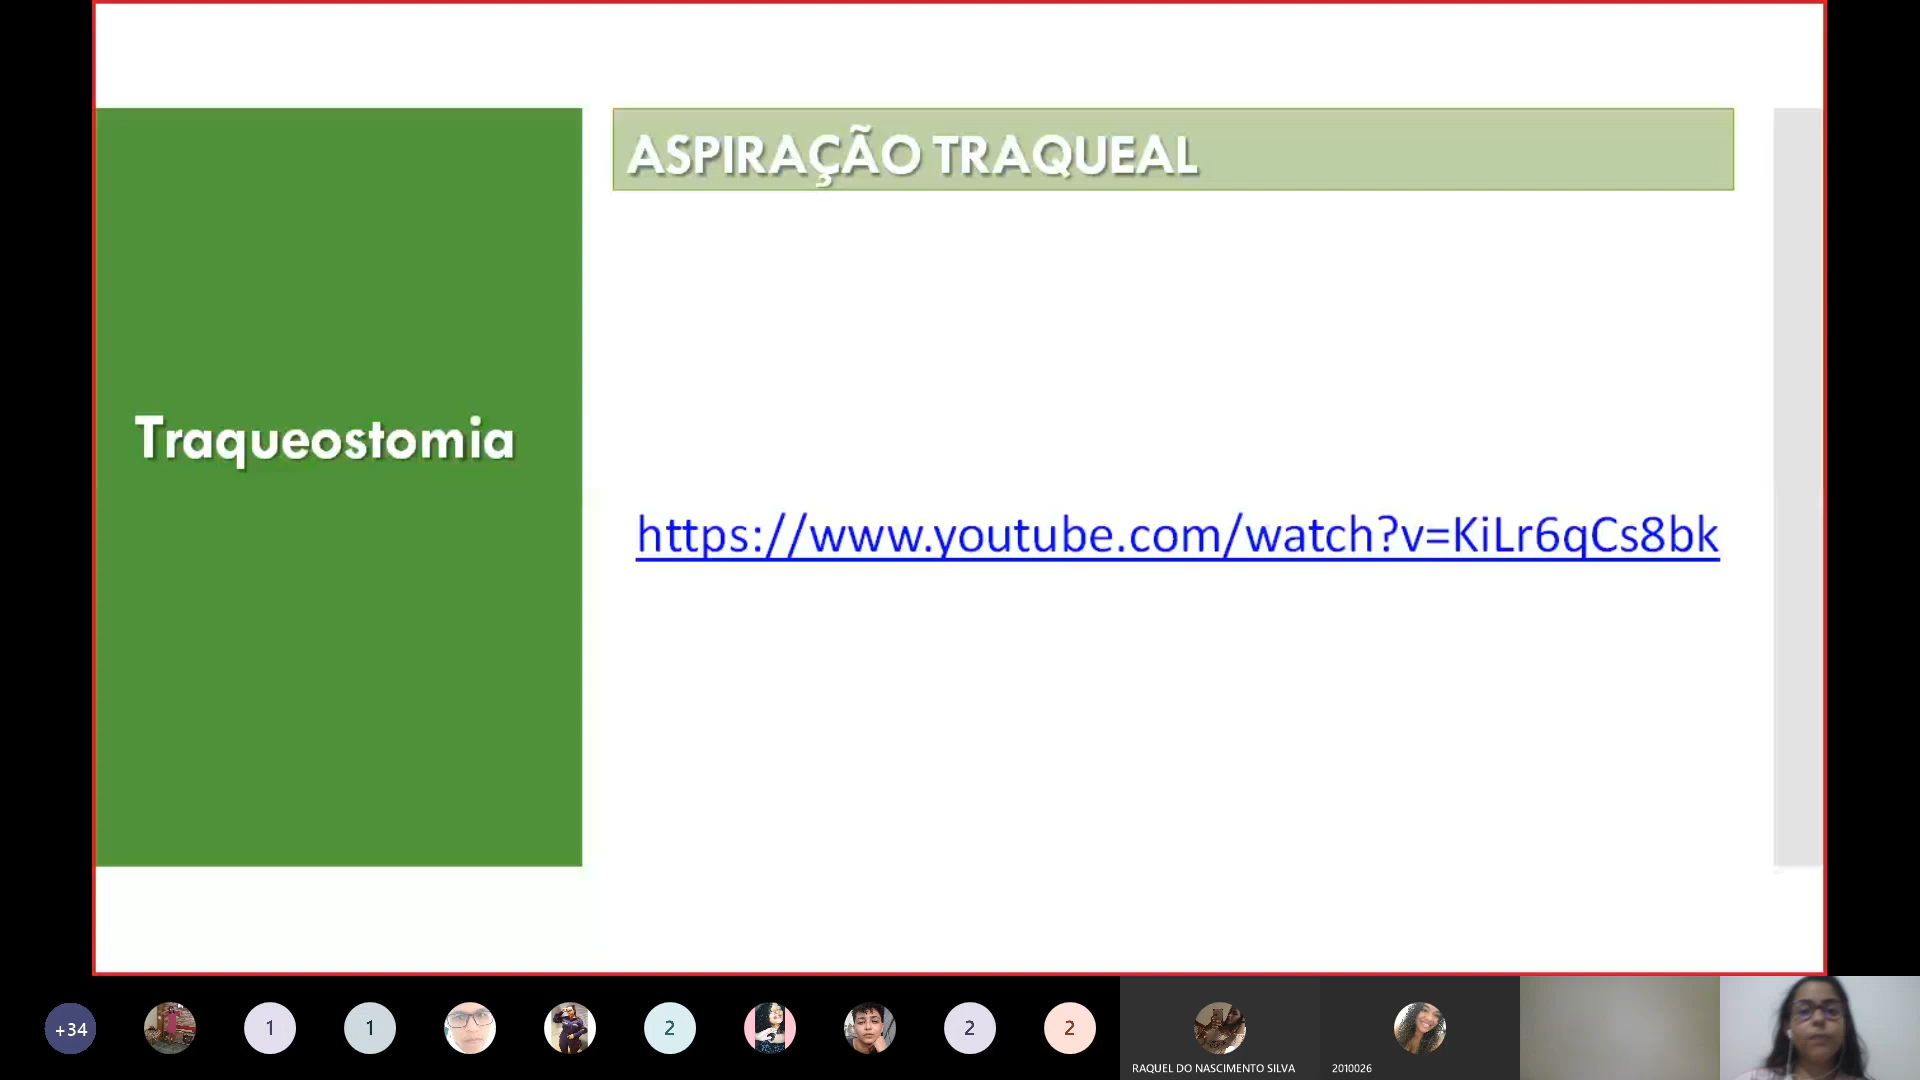 ASPIRAÇÃO TRAQUEAL
Traqueostomia
https://www.youtube.com/watch?v=KiLr6qCs8bk
+34
1
1
2
2
2
RAQUEL DO NASCIMENTO SILVA
2010026